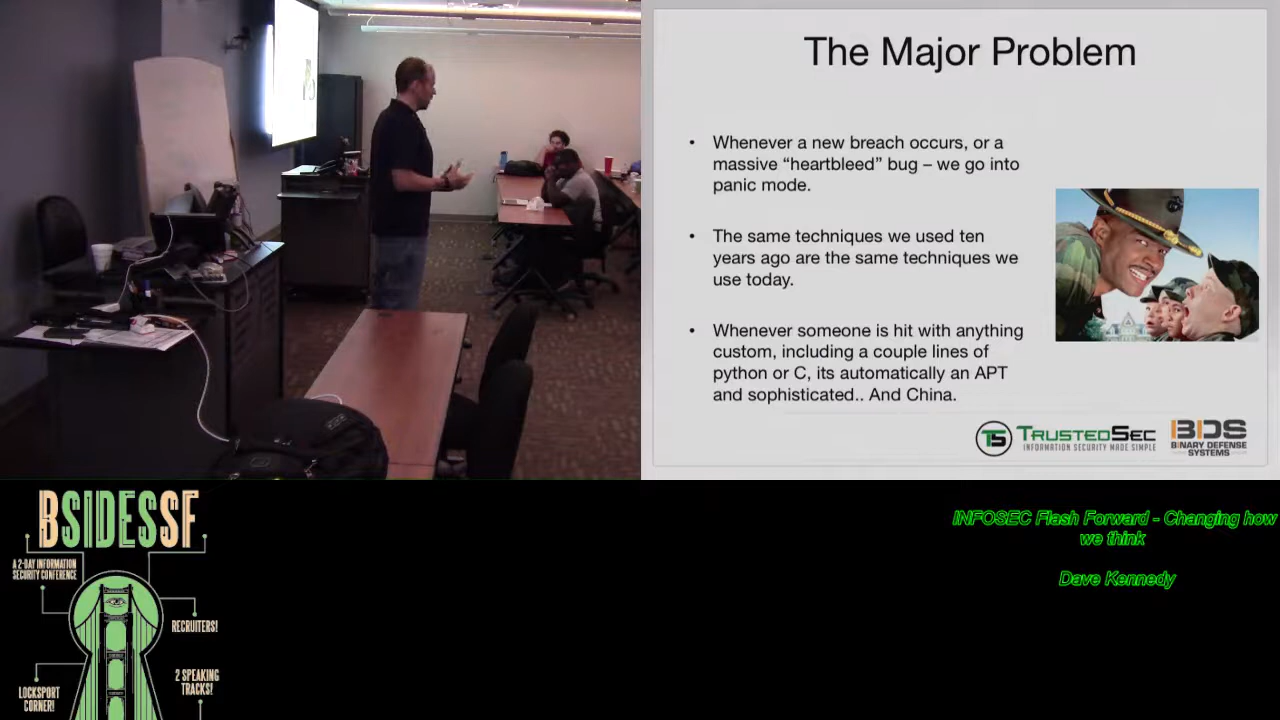 The Major Problem
• Whenever a new breach occurs, or a
massive “heartbleed” bug – we go into
panic mode.
• The same techniques we used ten
years ago are the same techniques we
use today.
• Whenever someone is hit with anything
custom, including a couple lines of
python or C, its automatically an APT
and sophisticated.. And China.
TS TRUSTEDSEC
INFORMATION SECURITY MADE SIMPLE
BDS
BINARY DEFENSE
SYSTEMS
BSIDESSF
A 2-DAY INFORMATION
SECURITY CONFERENCE
RECRUITERS!
2 SPEAKING
TRACKS!
LOCKSPORT
CORNER!
INFOSEC Flash Forward - Changing how
we think
Dave Kennedy